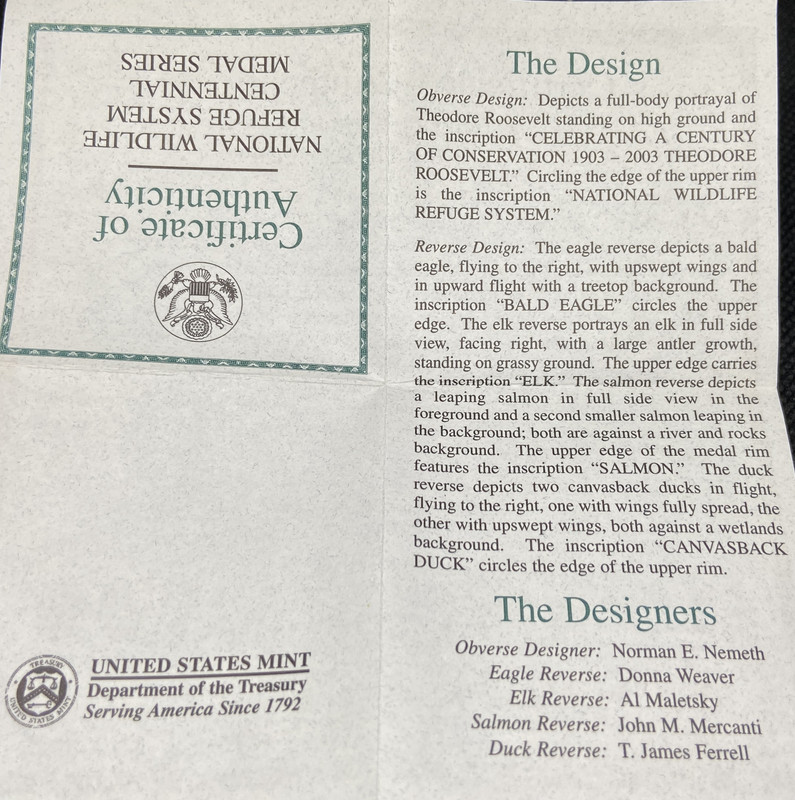 Certificate of
Authenticity
NATIONAL WILDLIFE
REFUGE SYSTEM
CENTENNIAL
MEDAL SERIES
TREASURY
UNITED STATES MINT
UNITED STATES MINT
Department of the Treasury
Serving America Since 1792
The Design
Obverse Design: Depicts a full-body portrayal of
Theodore Roosevelt standing on high ground and
the inscription “CELEBRATING A CENTURY
OF CONSERVATION 1903 – 2003 THEODORE
ROOSEVELT.” Circling the edge of the upper rim
is the inscription “NATIONAL WILDLIFE
REFUGE SYSTEM.”
Reverse Design: The eagle reverse depicts a bald
eagle, flying to the right, with upswept wings and
in upward flight with a treetop background. The
inscription “BALD EAGLE” circles the upper
edge. The elk reverse portrays an elk in full side
view, facing right, with a large antler growth,
standing on grassy ground. The upper edge carries
the inscription “ELK.” The salmon reverse depicts
a leaping salmon in full side view in the
foreground and a second smaller salmon leaping in
the background; both are against a river and rocks
background. The upper edge of the medal rim
features the inscription “SALMON.” The duck
reverse depicts two canvasback ducks in flight,
flying to the right, one with wings fully spread, the
other with upswept wings, both against a wetlands
background. The inscription “CANVASBACK
DUCK” circles the edge of the upper rim.
The Designers
Obverse Designer: Norman E. Nemeth
Eagle Reverse: Donna Weaver
Elk Reverse: Al Maletsky
Salmon Reverse: John M. Mercanti
Duck Reverse: T. James Ferrell